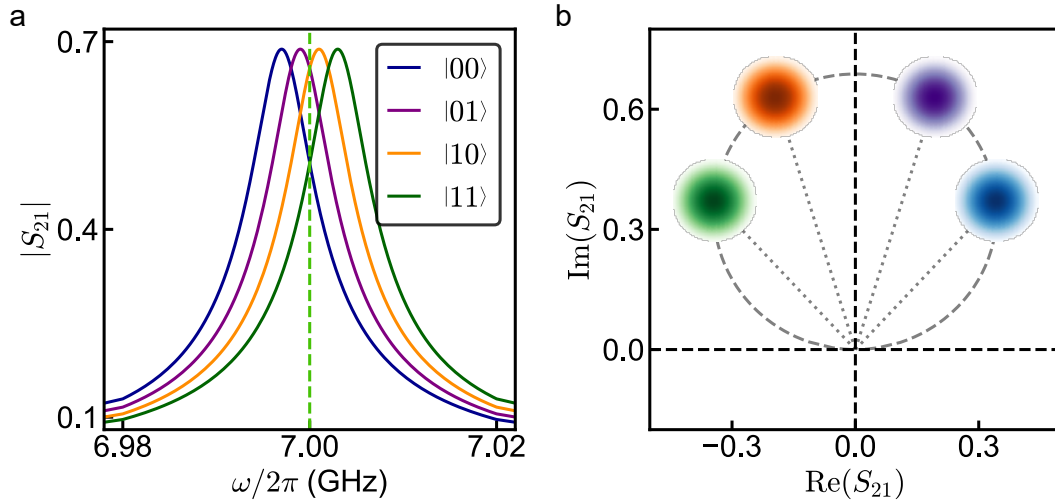 a
0.7
0.4
0.1
|S₂₁|
6.98
7.00
7.02
ω/2π (GHz)
|00⟩
|01⟩
|10⟩
|11⟩
b
0.6
0.3
0.0
Im(S₂₁)
−0.3
0.0
0.3
Re(S₂₁)